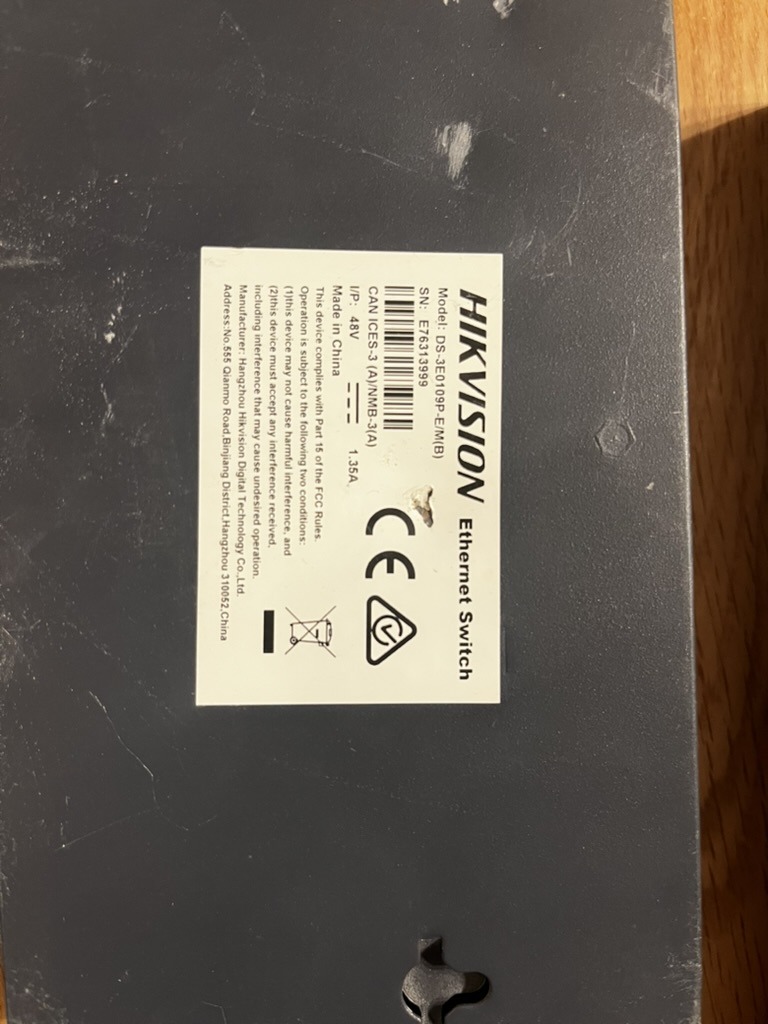 HIKVISION Ethernet Switch
Model: DS-3E0109P-E/M(B)
SN: E76313999
CAN ICES-3 (A)/NMB-3(A)
I/P: 48V 1.35A
Made in China
This device complies with Part 15 of the FCC Rules.
Operation is subject to the following two conditions:
(1)this device may not cause harmful interference, and
(2)this device must accept any interference received,
including interference that may cause undesired operation.
Manufacturer: Hangzhou Hikvision Digital Technology Co.,Ltd.
Address:No.555 Qianmo Road,Binjiang District,Hangzhou 310052,China
CE